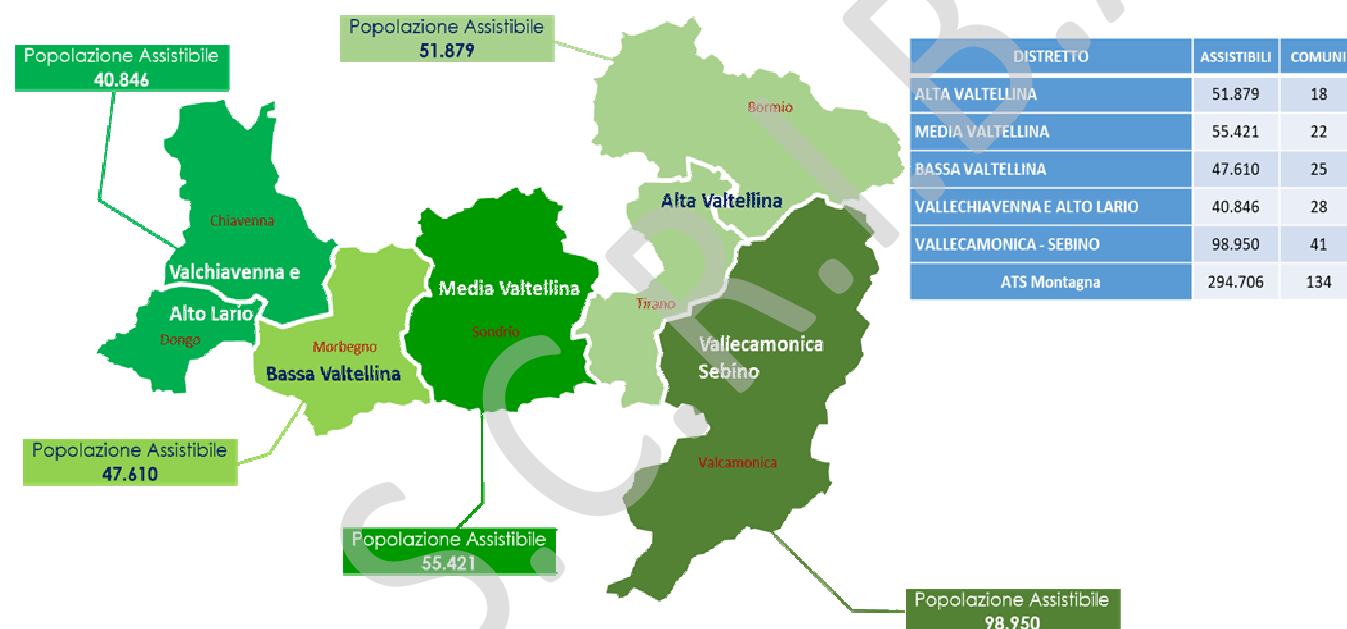 Popolazione Assistibile
51.879
Popolazione Assistibile
40.846
DISTRETTO ASSISTIBILI COMUNI
ALTA VALTELLINA 51.879 18
MEDIA VALTELLINA 55.421 22
BASSA VALTELLINA 47.610 25
VALLECHIAVENNA E ALTO LARIO 40.846 28
VALLECAMONICA - SEBINO 98.950 41
ATS Montagna 294.706 134
Bormio
Alta Valtellina
Chiavenna
Valchiavenna e
Alto Lario
Dongo
Media Valtellina
Sondrio
Tirano
Morbegno
Bassa Valtellina
Vallecamonica
Sebino
Valcamonica
Popolazione Assistibile
47.610
Popolazione Assistibile
55.421
Popolazione Assistibile
98.950
S.C.R.I.B.A